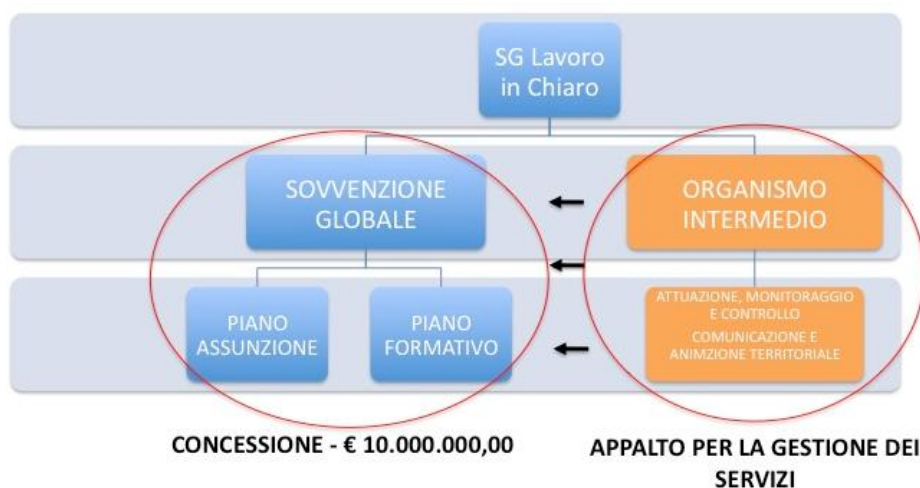 SG Lavoro
in Chiaro
SOVVENZIONE
GLOBALE
ORGANISMO
INTERMEDIO
PIANO
ASSUNZIONE
PIANO
FORMATIVO
ATTUAZIONE, MONITORAGGIO
E CONTROLLO
COMUNICAZIONE E
ANIMZIONE TERRITORIALE
CONCESSIONE - € 10.000.000,00
APPALTO PER LA GESTIONE DEI
SERVIZI